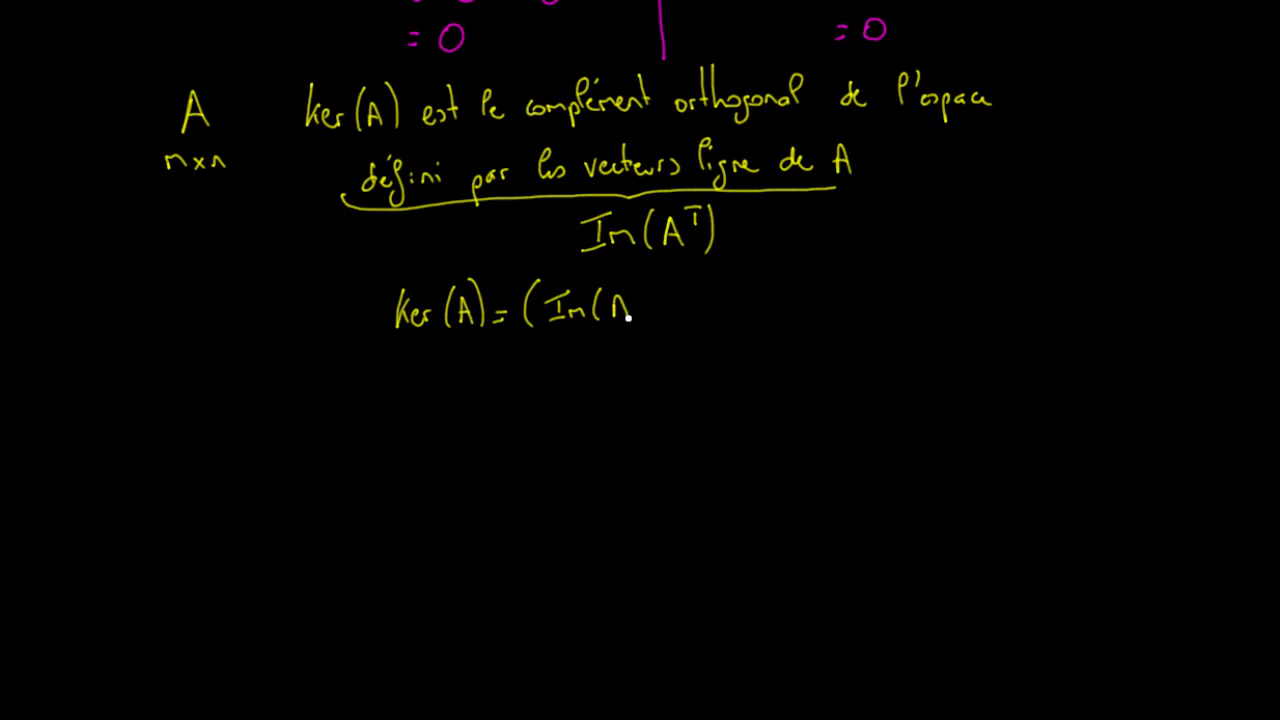 = 0 = 0
A ker(A) est le complément orthogonal de l'espace
n x n défini par les vecteurs ligne de A
Im(Aᵀ)
ker(A) = (Im(A